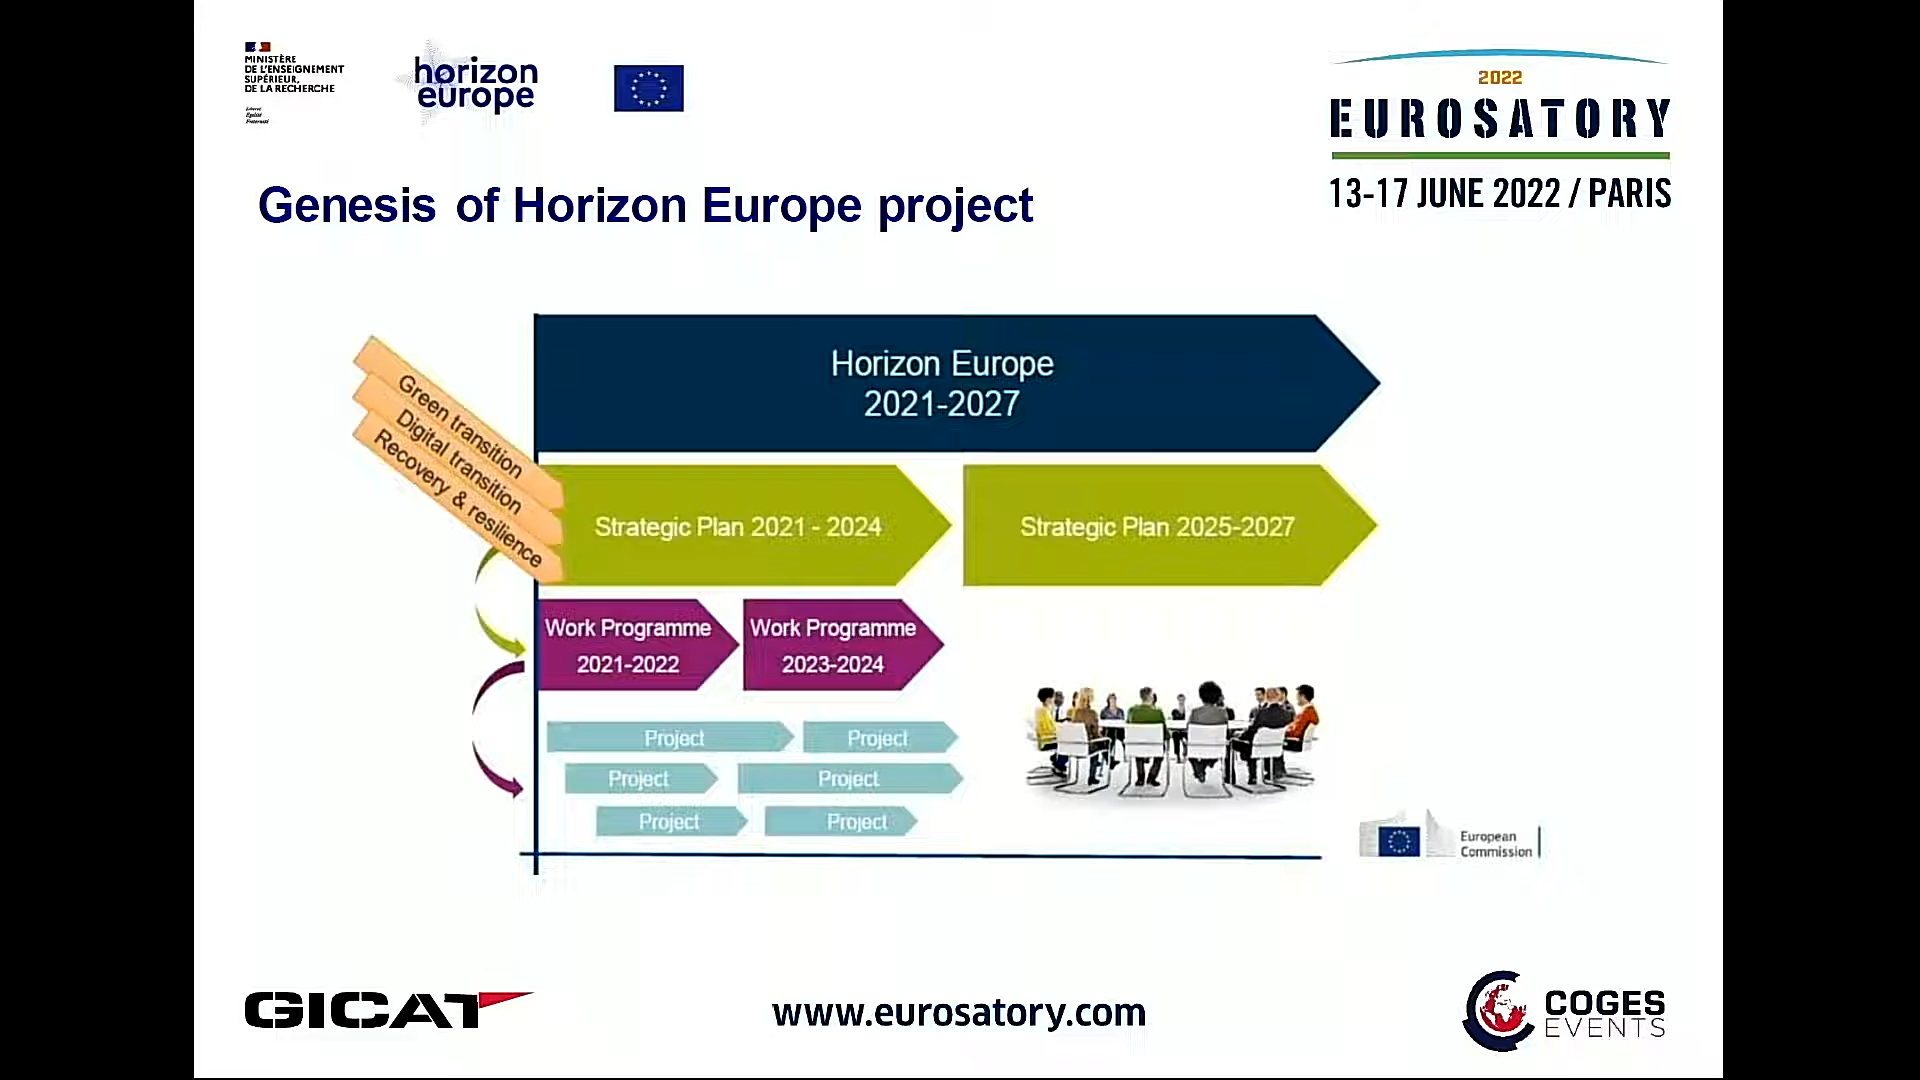 MINISTÈRE
DE L'ENSEIGNEMENT
SUPÉRIEUR,
DE LA RECHERCHE
Liberté
Égalité
Fraternité
horizon
europe
2022
EUROSATORY
13-17 JUNE 2022 / PARIS
Genesis of Horizon Europe project
Horizon Europe
2021-2027
Green transition
Digital transition
Recovery & resilience
Strategic Plan 2021 - 2024
Strategic Plan 2025-2027
Work Programme
2021-2022
Work Programme
2023-2024
Project
Project
Project
Project
Project
Project
European
Commission
GICAT
www.eurosatory.com
COGES
EVENTS